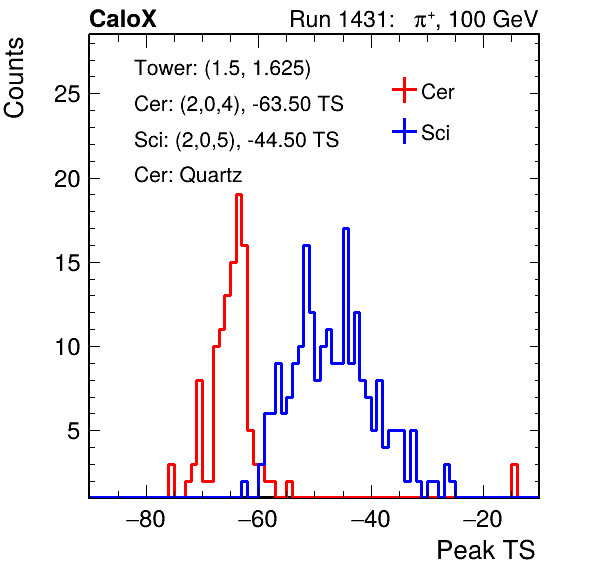 CaloX Run 1431: π⁺, 100 GeV
Counts
Tower: (1.5, 1.625)
Cer: (2,0,4), -63.50 TS
Sci: (2,0,5), -44.50 TS
Cer: Quartz
Cer
Sci
25
20
15
10
5
−80 −60 −40 −20
Peak TS